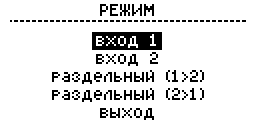 РЕЖИМ
ВХОД 1
ВХОД 2
РАЗДЕЛЬНЫЙ (1>2)
РАЗДЕЛЬНЫЙ (2>1)
ВЫХОД